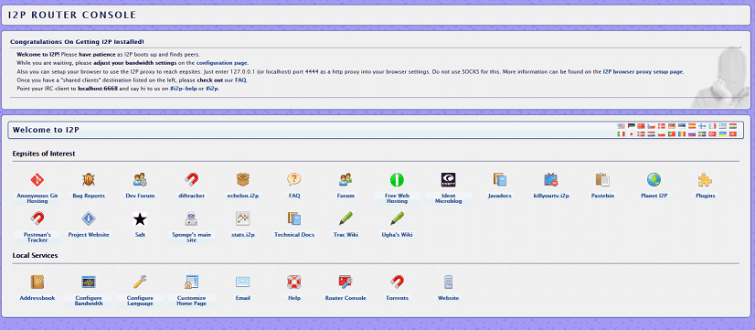 I2P ROUTER CONSOLE
Congratulations On Getting I2P Installed!
Welcome to I2P! Please have patience as I2P boots up and finds peers.
While you are waiting, please adjust your bandwidth settings on the configuration page.
Also you can setup your browser to use the I2P proxy to reach eepsites. Just enter 127.0.0.1 (or localhost) port 4444 as a http proxy into your browser settings. Do not use SOCKS for this. More information can be found on the I2P browser proxy setup page.
Once you have a "shared clients" destination listed on the left, please check out our FAQ.
Point your IRC client to localhost:6668 and say hi to us on #i2p-help or #i2p.
Welcome to I2P
Eepsites of Interest
Anonymous Git Hosting
Bug Reports
Dev Forum
diftracker
echelon.i2p
FAQ
Forum
Free Web Hosting
Ident Microblog
Javadocs
killyourtv.i2p
Pastebin
Planet I2P
Plugins
Postman's Tracker
Project Website
Salt
Sponge's main site
stats.i2p
Technical Docs
Trac Wiki
Ugha's Wiki
Local Services
Addressbook
Configure Bandwidth
Configure Language
Customize Home Page
Email
Help
Router Console
Torrents
Website